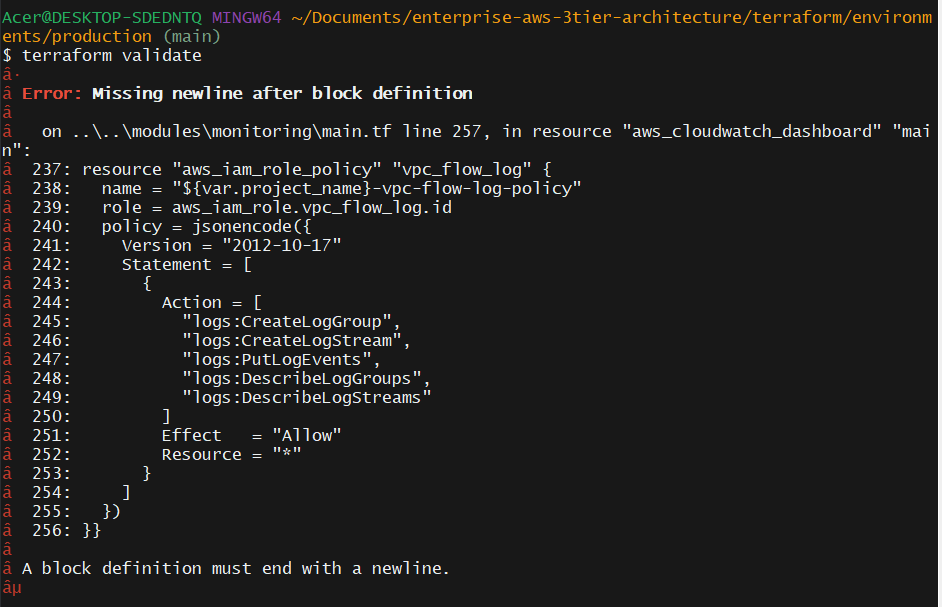 Acer@DESKTOP-SDEDNTQ MINGW64 ~/Documents/enterprise-aws-3tier-architecture/terraform/environm
ents/production (main)
$ terraform validate
â·
â Error: Missing newline after block definition
â
â   on ..\..\modules\monitoring\main.tf line 257, in resource "aws_cloudwatch_dashboard" "mai
n":
â  237: resource "aws_iam_role_policy" "vpc_flow_log" {
â  238:   name = "${var.project_name}-vpc-flow-log-policy"
â  239:   role = aws_iam_role.vpc_flow_log.id
â  240:   policy = jsonencode({
â  241:     Version = "2012-10-17"
â  242:     Statement = [
â  243:       {
â  244:         Action = [
â  245:           "logs:CreateLogGroup",
â  246:           "logs:CreateLogStream",
â  247:           "logs:PutLogEvents",
â  248:           "logs:DescribeLogGroups",
â  249:           "logs:DescribeLogStreams"
â  250:         ]
â  251:         Effect   = "Allow"
â  252:         Resource = "*"
â  253:       }
â  254:     ]
â  255:   })
â  256: }}
â
â A block definition must end with a newline.
âµ